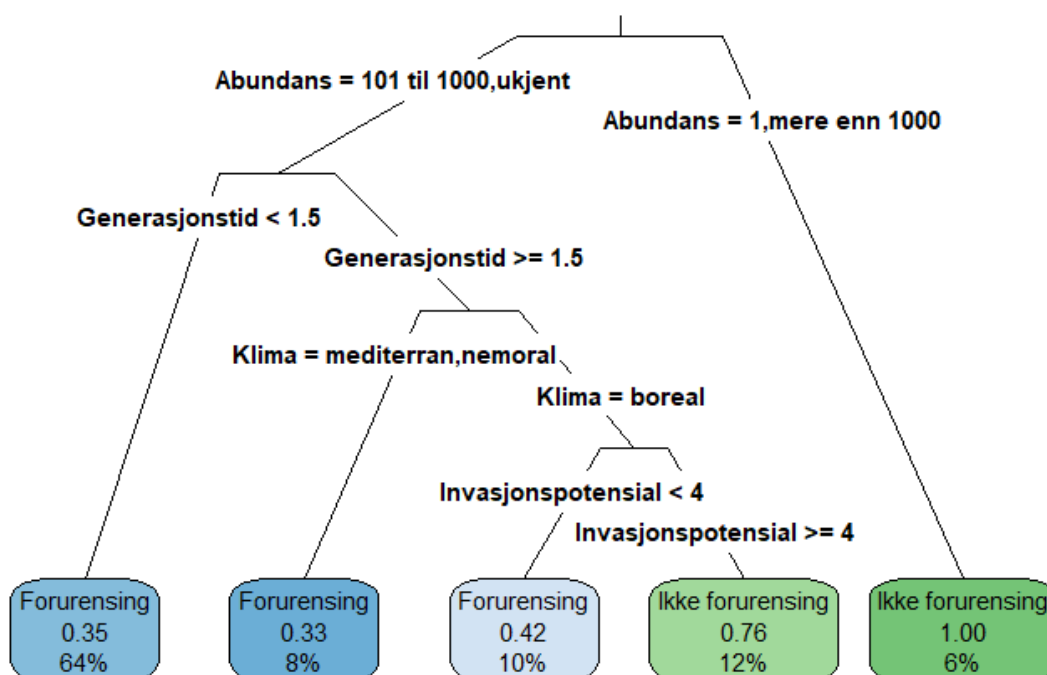 Abundans = 101 til 1000,ukjent
Abundans = 1,mere enn 1000
Generasjonstid < 1.5
Generasjonstid >= 1.5
Klima = mediterran,nemoral
Klima = boreal
Invasjonspotensial < 4
Invasjonspotensial >= 4
Forurensing
0.35
64%
Forurensing
0.33
8%
Forurensing
0.42
10%
Ikke forurensing
0.76
12%
Ikke forurensing
1.00
6%